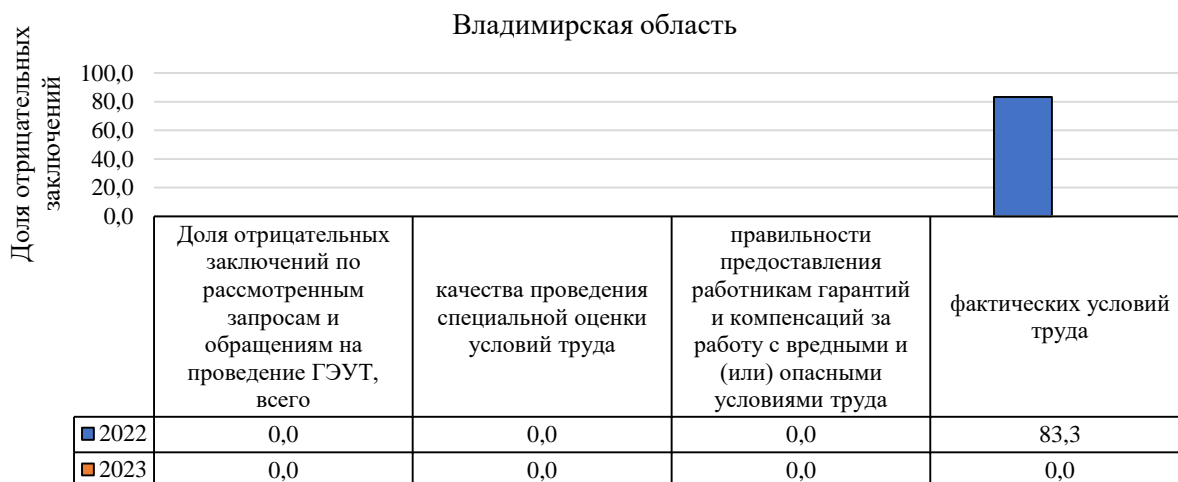 Владимирская область
Доля отрицательных
заключений
100,0
80,0
60,0
40,0
20,0
0,0
Доля отрицательных
заключений по
рассмотренным
запросам и
обращениям на
проведение ГЭУТ,
всего
качества проведения
специальной оценки
условий труда
правильности
предоставления
работникам гарантий
и компенсаций за
работу с вредными и
(или) опасными
условиями труда
фактических условий
труда
2022 0,0 0,0 0,0 83,3
2023 0,0 0,0 0,0 0,0